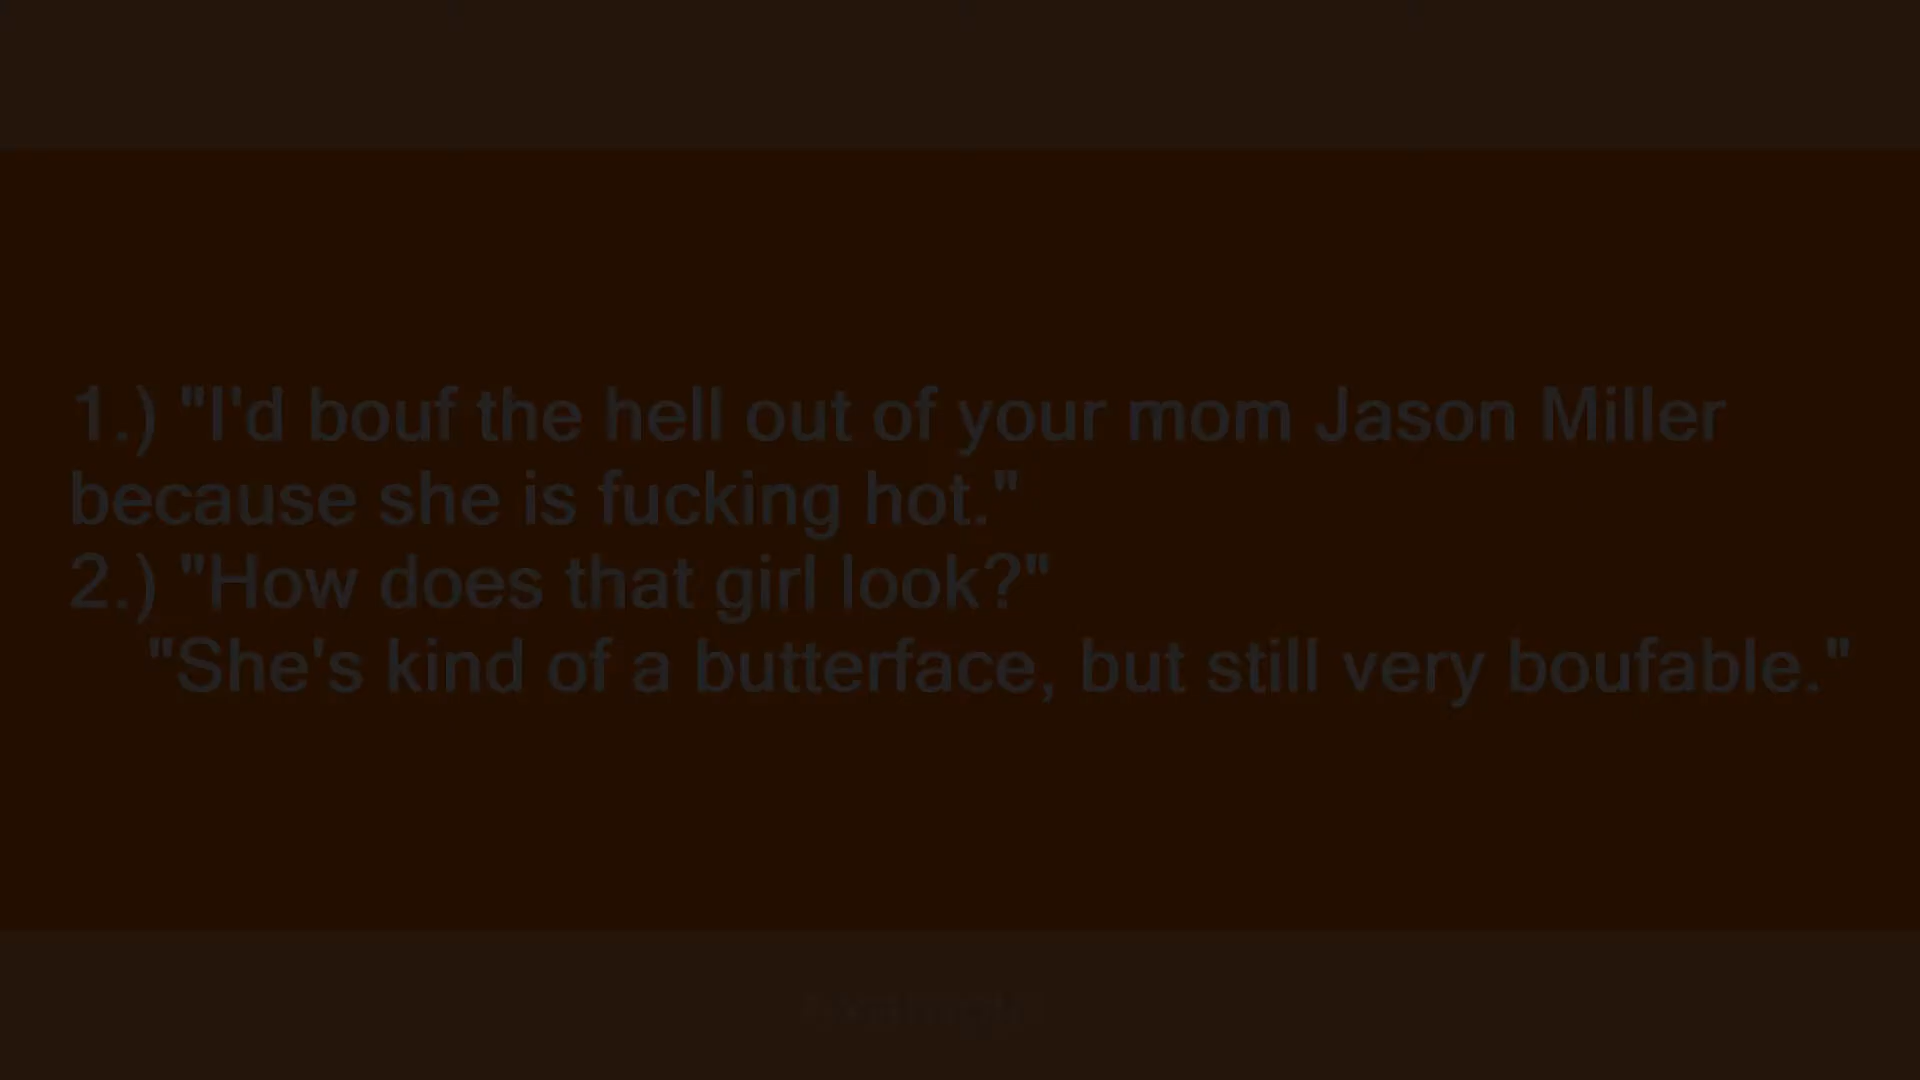 1.) "I'd bouf the hell out of your mom Jason Miller
because she is fucking hot."
2.) "How does that girl look?"
"She's kind of a butterface, but still very boufable."